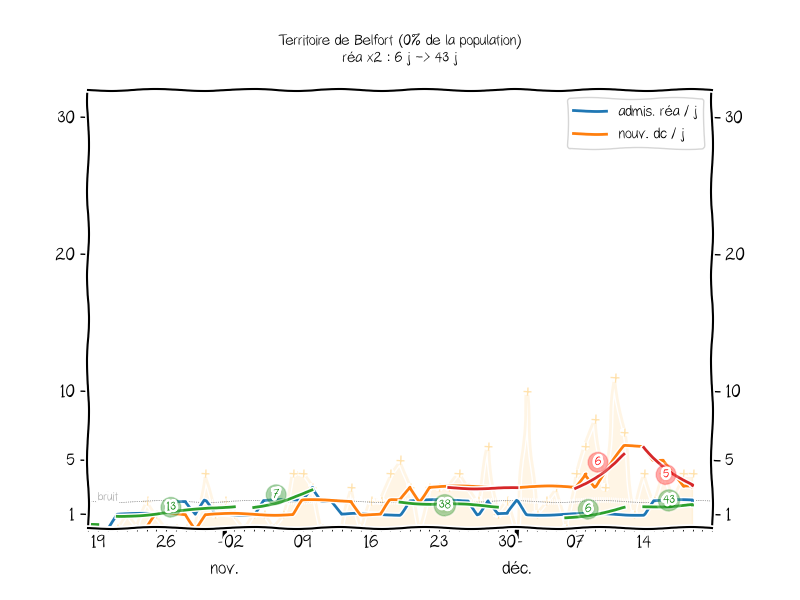 Territoire de Belfort (0% de la population)
réa x2 : 6 j -> 43 j
admis. réa / j
nouv. dc / j
30
30
20
20
10
10
5
5
1
1
bruit
13
7
38
6
6
5
43
19 26 02 09 16 23 30 07 14
nov. déc.